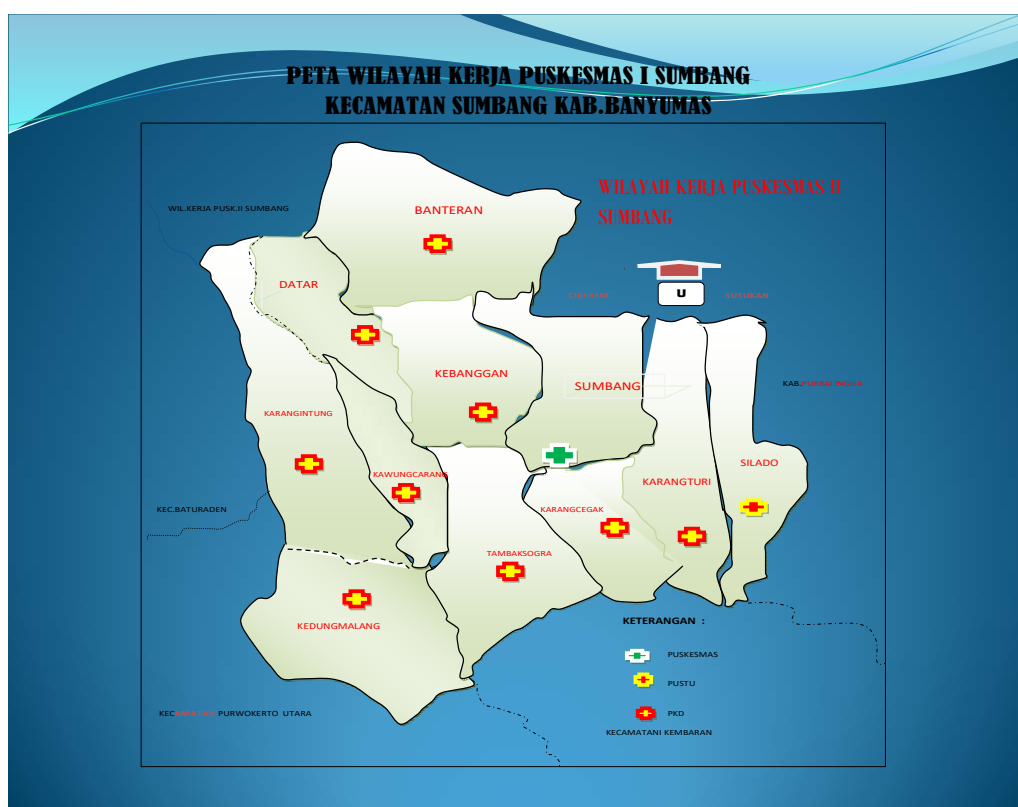 PETA WILAYAH KERJA PUSKESMAS I SUMBANG
KECAMATAN SUMBANG KAB.BANYUMAS
WILAYAH KERJA PUSKESMAS II
SUMBANG
WIL.KERJA PUSK.II SUMBANG
BANTERAN
DATAR
U
KEBANGGAN
SUMBANG
KAB.
KARANGINTUNG
SILADO
KAWUNGCARANG
KARANGTURI
KEC.BATURADEN
KARANGCEGAK
TAMBAKSOGRA
KEDUNGMALANG
KETERANGAN :
PUSKESMAS
PUSTU
PKD
KEC PURWOKERTO UTARA
KECAMATANI KEMBARAN